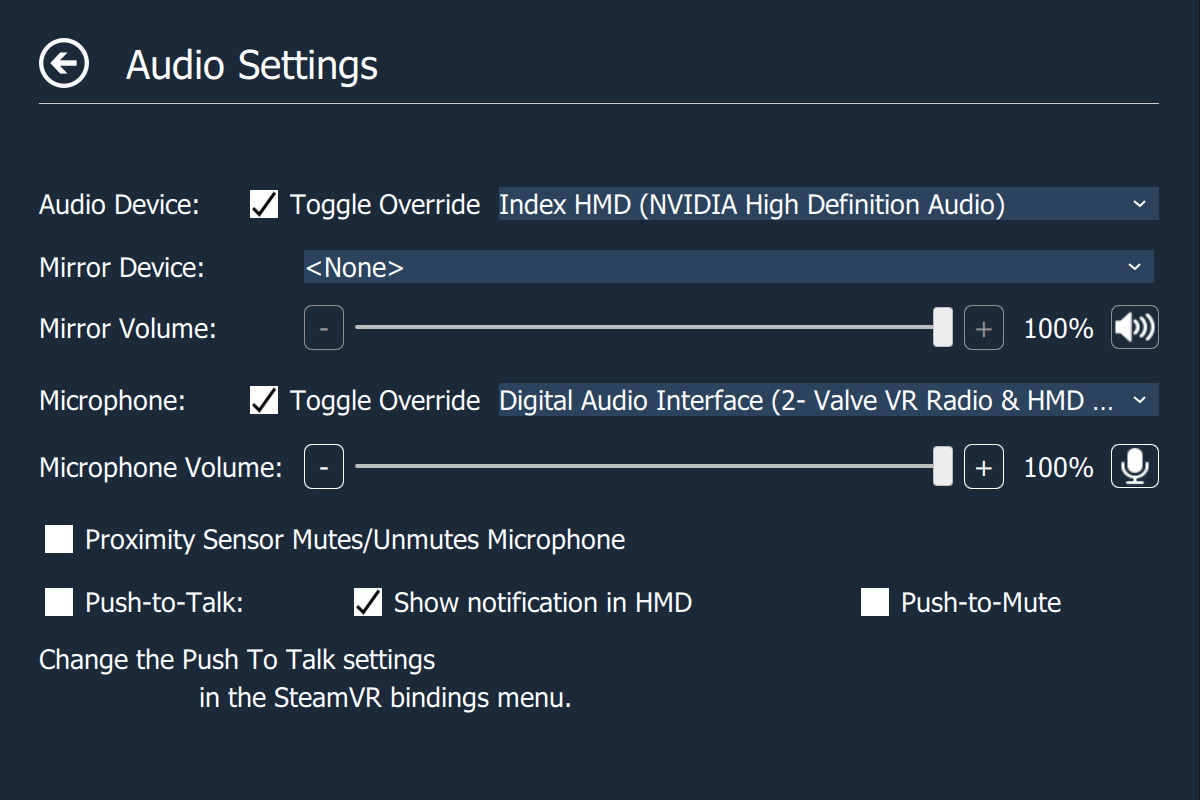 Audio Settings
Audio Device: Toggle Override Index HMD (NVIDIA High Definition Audio)
Mirror Device: <None>
Mirror Volume: - + 100%
Microphone: Toggle Override Digital Audio Interface (2- Valve VR Radio & HMD ...
Microphone Volume: - + 100%
Proximity Sensor Mutes/Unmutes Microphone
Push-to-Talk: Show notification in HMD Push-to-Mute
Change the Push To Talk settings
in the SteamVR bindings menu.